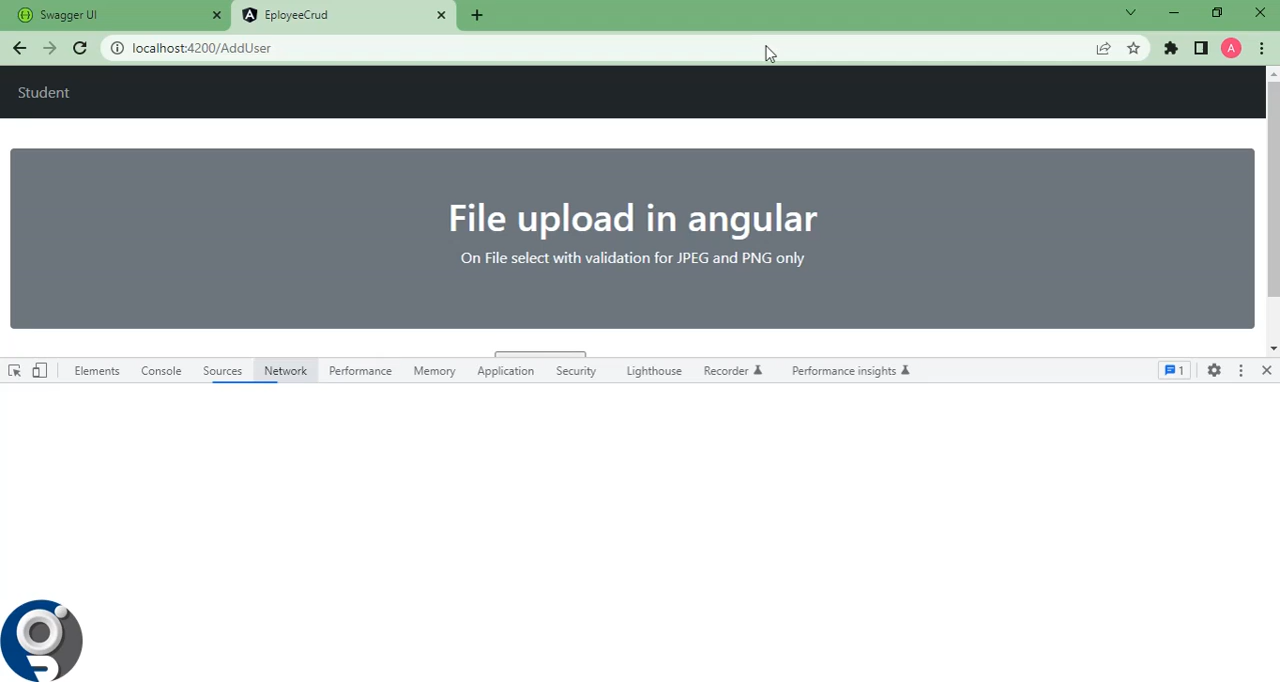 Swagger UI
EployeeCrud
localhost:4200/AddUser
A
Student
File upload in angular
On File select with validation for JPEG and PNG only
Elements Console Sources Network Performance Memory Application Security Lighthouse Recorder Performance insights 1